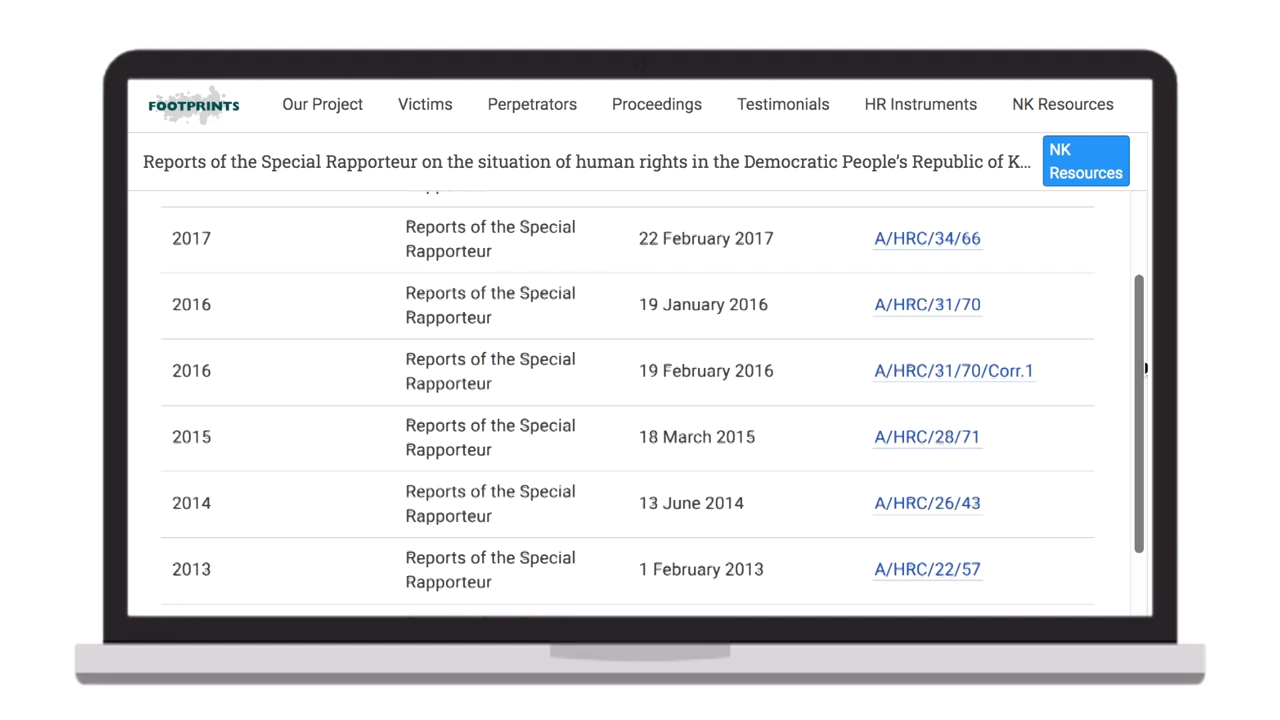 FOOTPRINTS Our Project Victims Perpetrators Proceedings Testimonials HR Instruments NK Resources
Reports of the Special Rapporteur on the situation of human rights in the Democratic People's Republic of K...
NK
Resources
2017 Reports of the Special Rapporteur 22 February 2017 A/HRC/34/66
2016 Reports of the Special Rapporteur 19 January 2016 A/HRC/31/70
2016 Reports of the Special Rapporteur 19 February 2016 A/HRC/31/70/Corr.1
2015 Reports of the Special Rapporteur 18 March 2015 A/HRC/28/71
2014 Reports of the Special Rapporteur 13 June 2014 A/HRC/26/43
2013 Reports of the Special Rapporteur 1 February 2013 A/HRC/22/57